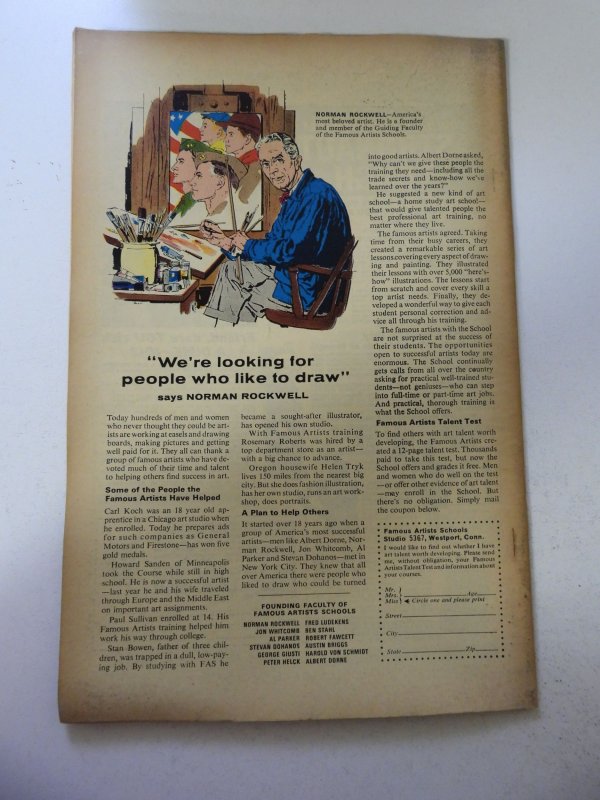 NORMAN ROCKWELL—America's
most beloved artist. He is a founder
and member of the Guiding Faculty
of the Famous Artists Schools.
"We're looking for
people who like to draw"
says NORMAN ROCKWELL
Today hundreds of men and women
who never thought they could be art-
ists are working at easels and drawing
boards, making pictures and getting
well paid for it. They all can thank a
group of famous artists who have de-
voted much of their time and talent
to helping others find success in art.
Some of the People the
Famous Artists Have Helped
Carl Koch was an 18 year old ap-
prentice in a Chicago art studio when
he enrolled. Today he prepares ads
for such companies as General
Motors and Firestone—has won five
gold medals.
Howard Sanden of Minneapolis
took the Course while still in high
school. He is now a successful artist
—last year he and his wife traveled
through Europe and the Middle East
on important art assignments.
Paul Sullivan enrolled at 14. His
Famous Artists training helped him
work his way through college.
Stan Bowen, father of three chil-
dren, was trapped in a dull, low-pay-
ing job. By studying with FAS he
became a sought-after illustrator,
has opened his own studio.
With Famous Artists training
Rosemary Roberts was hired by a
top department store as an artist—
with a big chance to advance.
Oregon housewife Helen Tryk
lives 150 miles from the nearest big
city. But she does fashion illustration,
has her own studio, runs an art work-
shop, does portraits.
A Plan to Help Others
It started over 18 years ago when a
group of America's most successful
artists—men like Albert Dorne, Nor-
man Rockwell, Jon Whitcomb, Al
Parker and Stevan Dohanos—met in
New York City. They knew that all
over America there were people who
liked to draw who could be turned
FOUNDING FACULTY OF
FAMOUS ARTISTS SCHOOLS
NORMAN ROCKWELL FRED LUDEKENS
JON WHITCOMB BEN STAHL
AL PARKER ROBERT FAWCETT
STEVAN DOHANOS AUSTIN BRIGGS
GEORGE GIUSTI HAROLD VON SCHMIDT
PETER HELCK ALBERT DORNE
into good artists. Albert Dorne asked,
"Why can't we give these people the
training they need—including all the
trade secrets and know-how we've
learned over the years?"
He suggested a new kind of art
school—a home study art school—
that would give talented people the
best professional art training, no
matter where they live.
The famous artists agreed. Taking
time from their busy careers, they
created a remarkable series of art
lessons covering every aspect of draw-
ing and painting. They illustrated
their lessons with over 5,000 "here's-
how" illustrations. The lessons start
from scratch and cover every skill a
top artist needs. Finally, they de-
veloped a wonderful way to give each
student personal correction and ad-
vice all through his training.
The famous artists with the School
are not surprised at the success of
their students. The opportunities
open to successful artists today are
enormous. The School continually
gets calls from all over the country
asking for practical well-trained stu-
dents—not geniuses—who can step
into full-time or part-time art jobs.
And practical, thorough training is
what the School offers.
Famous Artists Talent Test
To find others with art talent worth
developing, the Famous Artists cre-
ated a 12-page talent test. Thousands
paid to take this test, but now the
School offers and grades it free. Men
and women who do well on the test
—or offer other evidence of art talent
—may enroll in the School. But
there's no obligation. Simply mail
the coupon below.
Famous Artists Schools
Studio 5367, Westport, Conn.
I would like to find out whether I have
art talent worth developing. Please send
me, without obligation, your Famous
Artists Talent Test and information about
your courses.
Mr.
Mrs. Age
Miss Circle one and please print
Street
City
State Zip